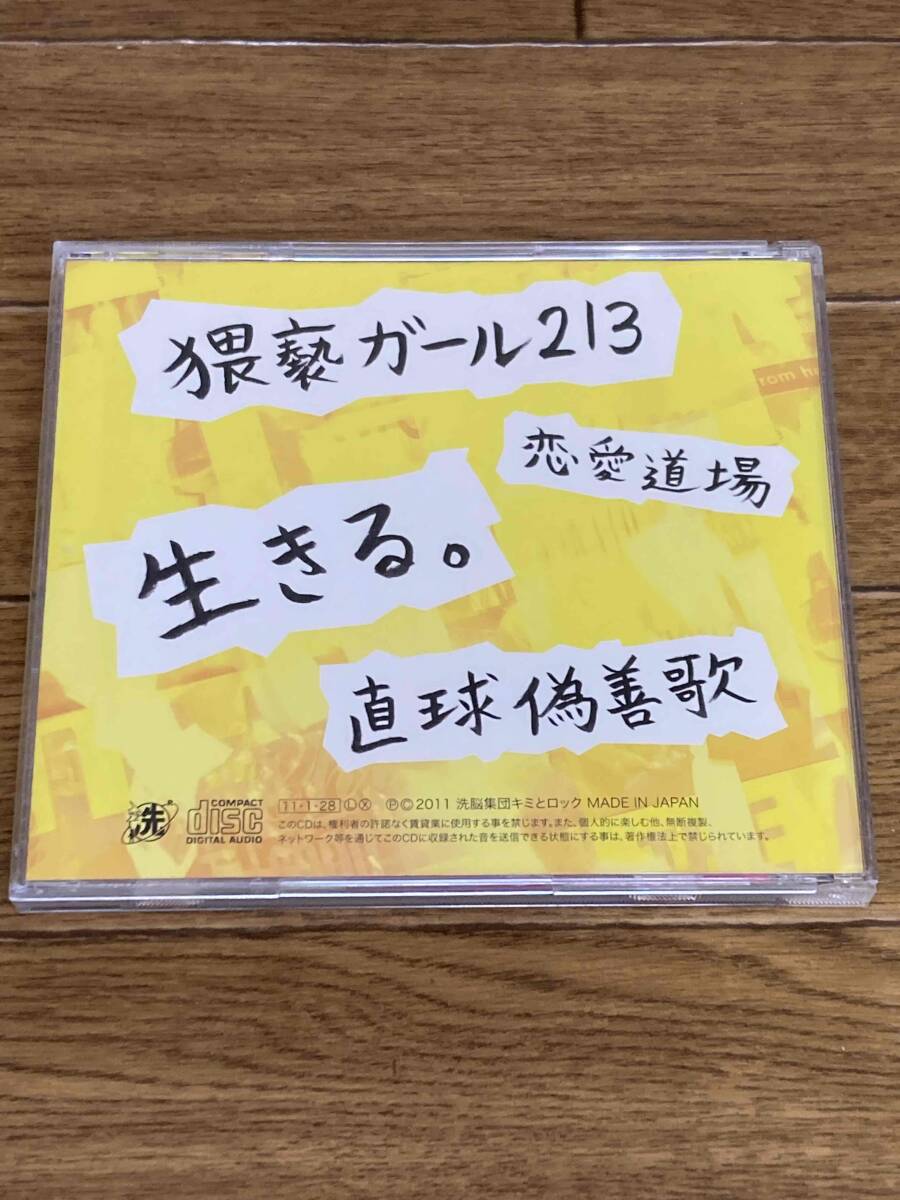 猥褻ガール213
rom h
恋愛道場
生きる。
直球偽善歌
洗
COMPACT
disc
DIGITAL AUDIO
11・1・28 L X ℗©2011 洗脳集団キミとロック MADE IN JAPAN
このCDは、権利者の許諾なく賃貸業に使用する事を禁じます。また、個人的に楽しむ他、無断複製、
ネットワーク等を通じてこのCDに収録された音を送信できる状態にする事は、著作権法上で禁じられています。